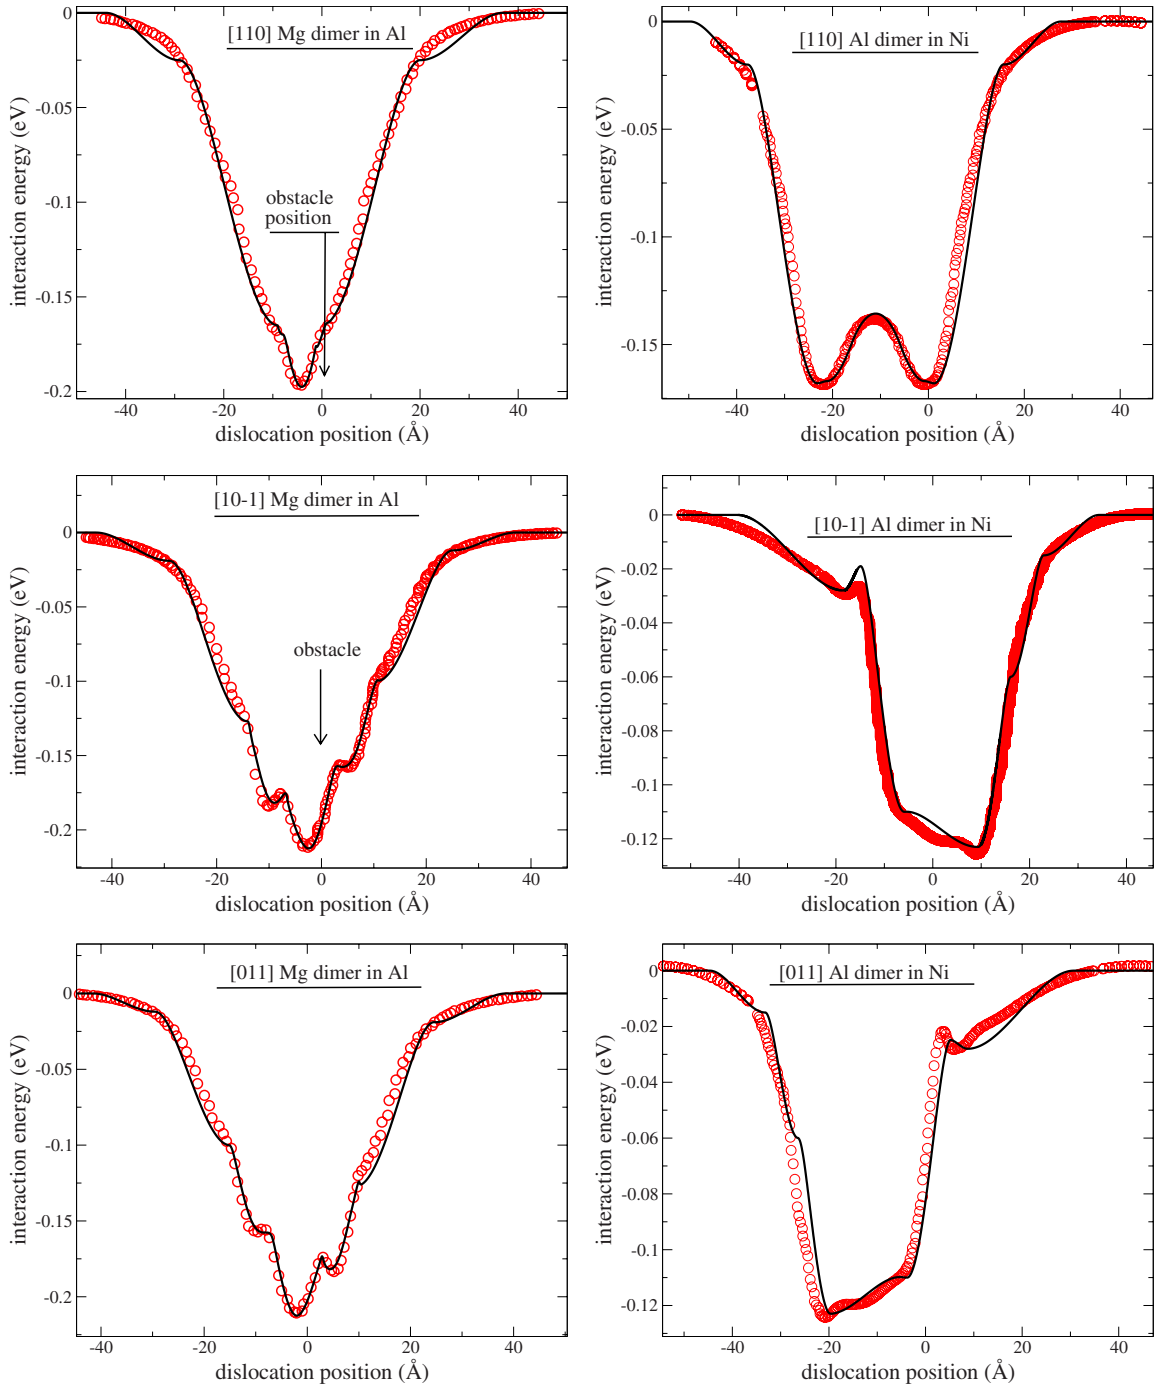 [110] Mg dimer in Al
interaction energy (eV)
0
-0.05
-0.1
-0.15
-0.2
obstacle
position
-40 -20 0 20 40
dislocation position (Å)
[110] Al dimer in Ni
interaction energy (eV)
0
-0.05
-0.1
-0.15
-40 -20 0 20 40
dislocation position (Å)
[10-1] Mg dimer in Al
interaction energy (eV)
0
-0.05
-0.1
-0.15
-0.2
obstacle
-40 -20 0 20 40
dislocation position (Å)
[10-1] Al dimer in Ni
interaction energy (eV)
0
-0.02
-0.04
-0.06
-0.08
-0.1
-0.12
-40 -20 0 20 40
dislocation position (Å)
[011] Mg dimer in Al
interaction energy (eV)
0
-0.05
-0.1
-0.15
-0.2
-40 -20 0 20 40
dislocation position (Å)
[011] Al dimer in Ni
interaction energy (eV)
0
-0.02
-0.04
-0.06
-0.08
-0.1
-0.12
-40 -20 0 20 40
dislocation position (Å)